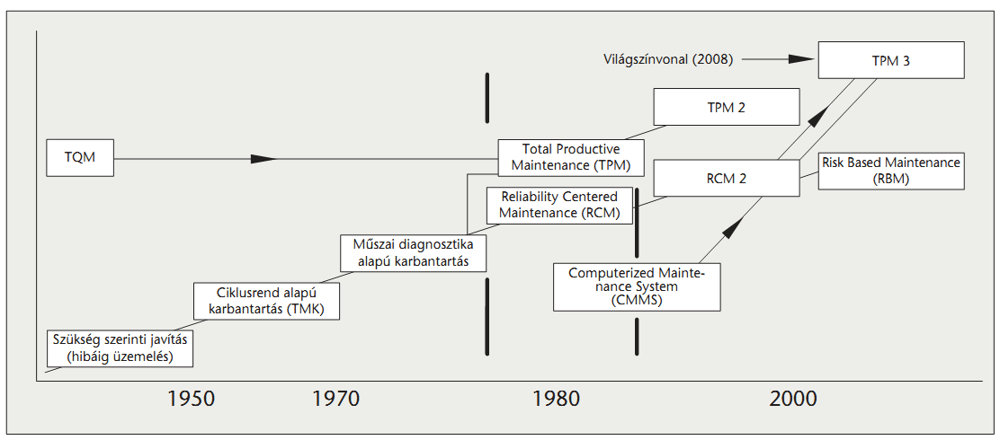 Világszínvonal (2008)
TPM 3
TPM 2
TQM
Total Productive
Maintenance (TPM)
RCM 2
Risk Based Maintenance
(RBM)
Reliability Centered
Maintenance (RCM)
Műszai diagnosztika
alapú karbantartás
Computerized Mainte-
nance System
(CMMS)
Ciklusrend alapú
karbantartás (TMK)
Szükség szerinti javítás
(hibáig üzemelés)
1950
1970
1980
2000